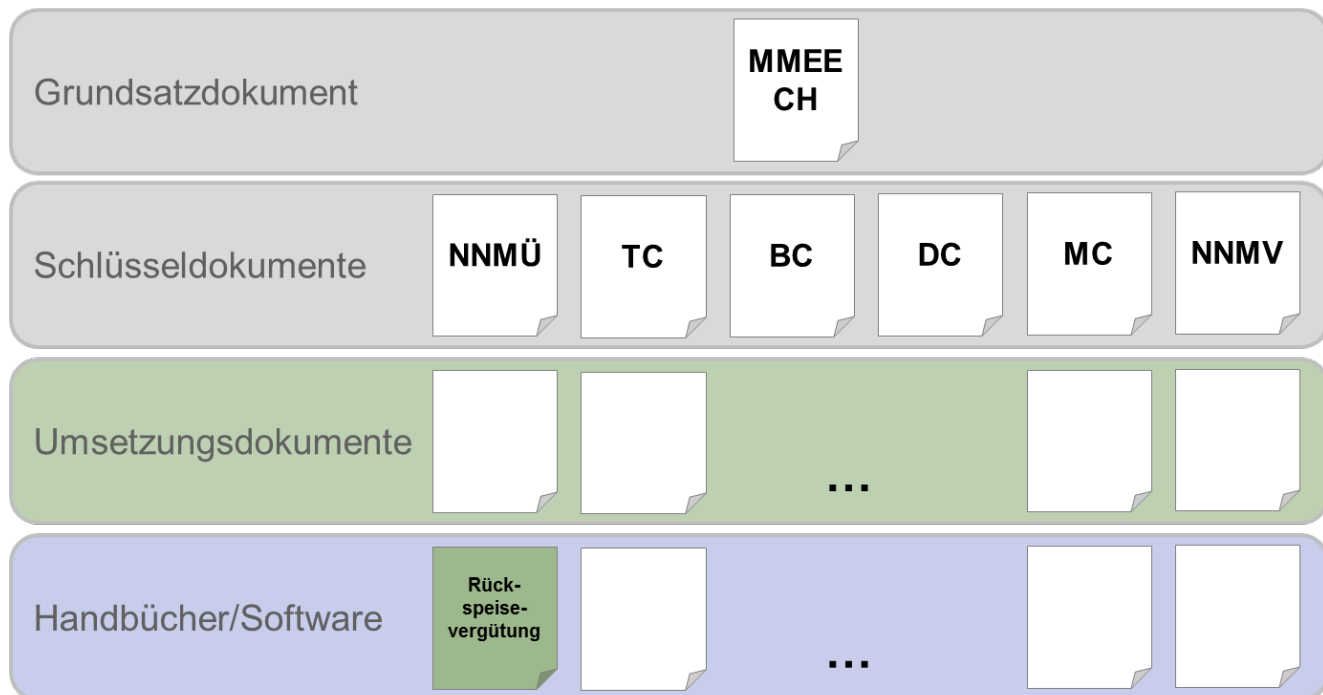 Grundsatzdokument
MMEE
CH
Schlüsseldokumente
NNMÜ
TC
BC
DC
MC
NNMV
Umsetzungsdokumente
...
Handbücher/Software
Rück-
speise-
vergütung
...